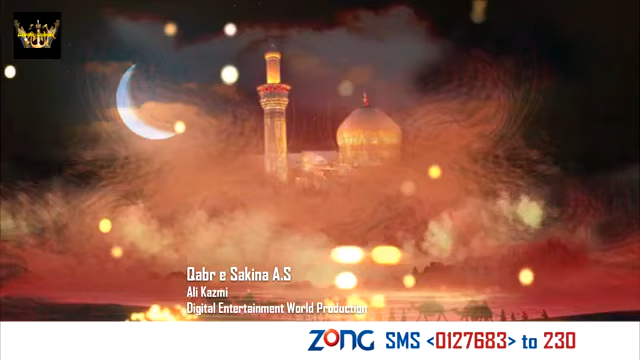 Qabr e Sakina A.S
Ali Kazmi
Digital Entertainment World Production
ZONG SMS <0127683> to 230